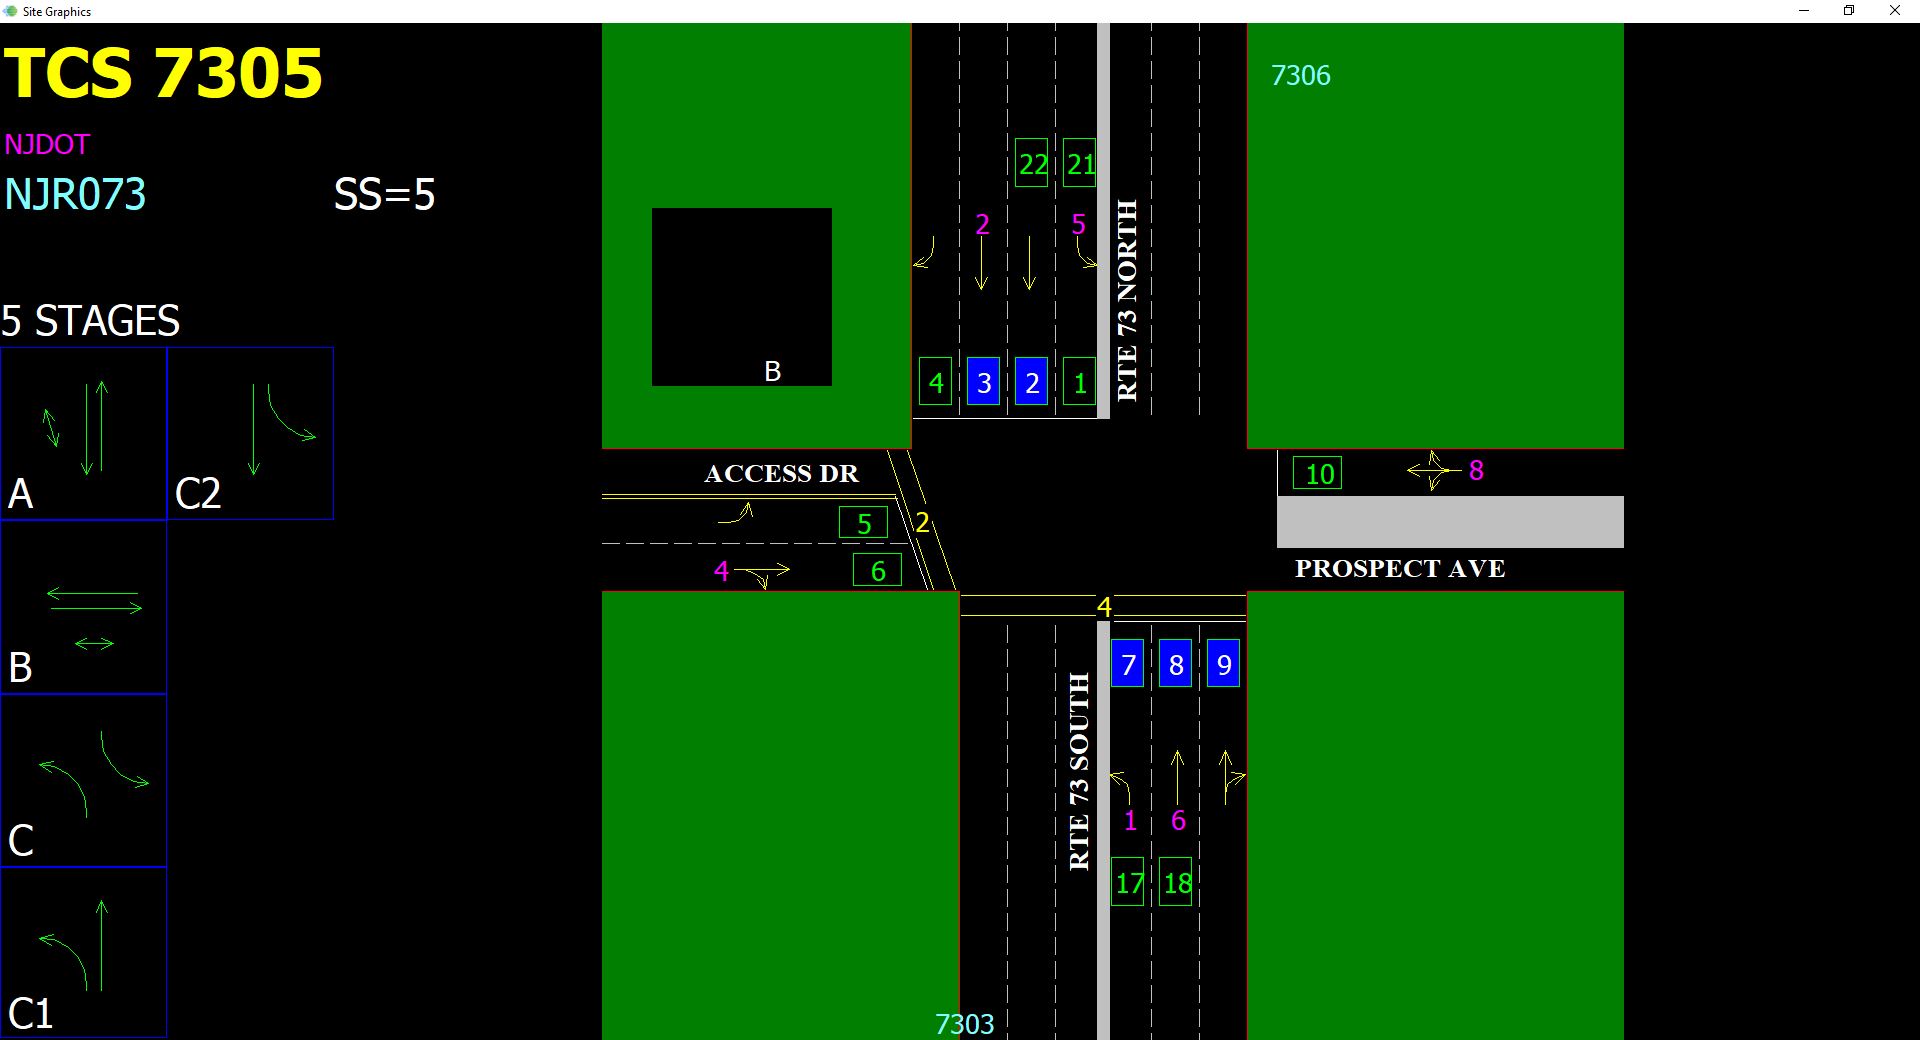 Site Graphics
TCS 7305
NJDOT
NJR073
SS=5
5 STAGES
A
C2
B
C
C1
7306
22
21
2
5
RTE 73 NORTH
B
4
3
2
1
ACCESS DR
10
8
5
2
4
6
PROSPECT AVE
4
7
8
9
RTE 73 SOUTH
1
6
17
18
7303